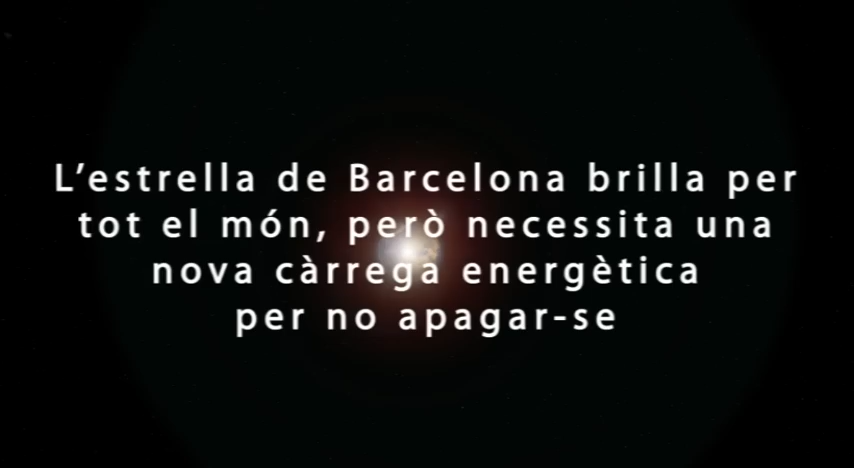 L’estrella de Barcelona brilla per
tot el món, però necessita una
nova càrrega energètica
per no apagar-se